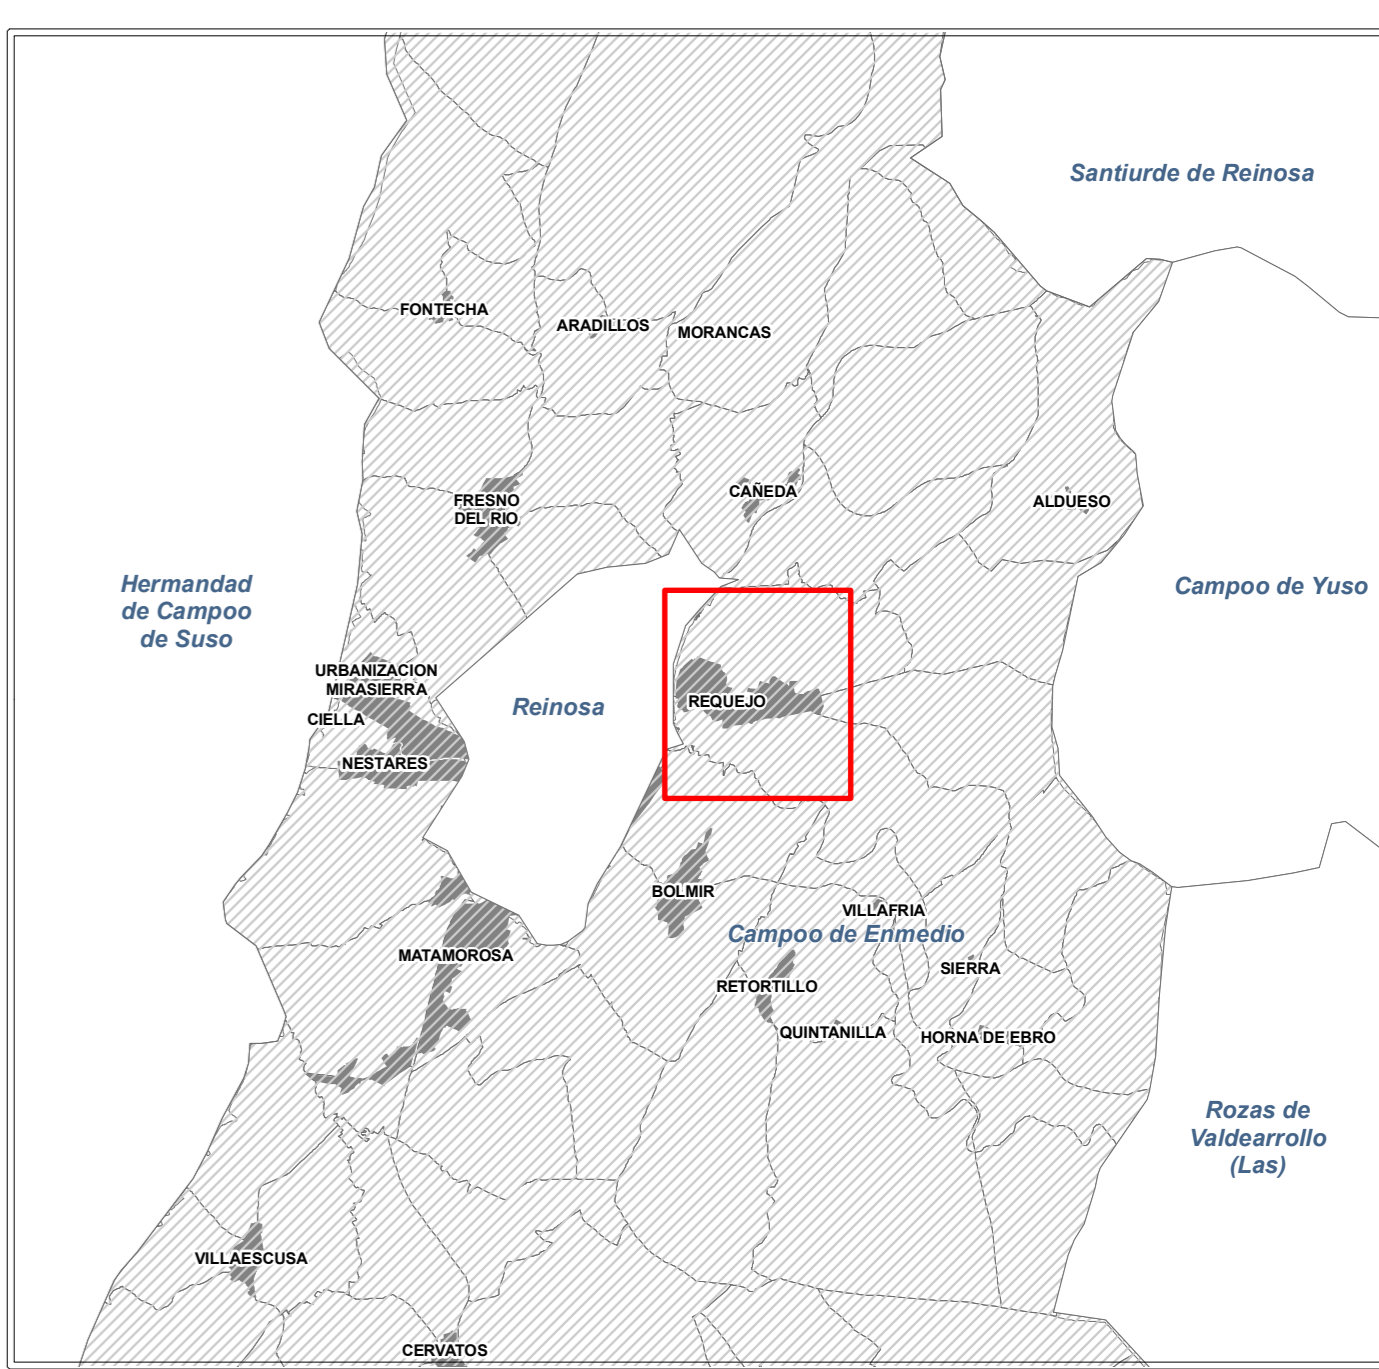 Santiurde de Reinosa
FONTECHA
ARADILLOS
MORANCAS
CAÑEDA
FRESNO
DEL RIO
ALDUESO
Hermandad
de Campoo
de Suso
Campoo de Yuso
URBANIZACION
MIRASIERRA
Reinosa
REQUEJO
CIELLA
NESTARES
BOLMIR
VILLAFRIA
Campoo de Enmedio
MATAMOROSA
SIERRA
RETORTILLO
QUINTANILLA
HORNA DE EBRO
Rozas de
Valdearrollo
(Las)
VILLAESCUSA
CERVATOS